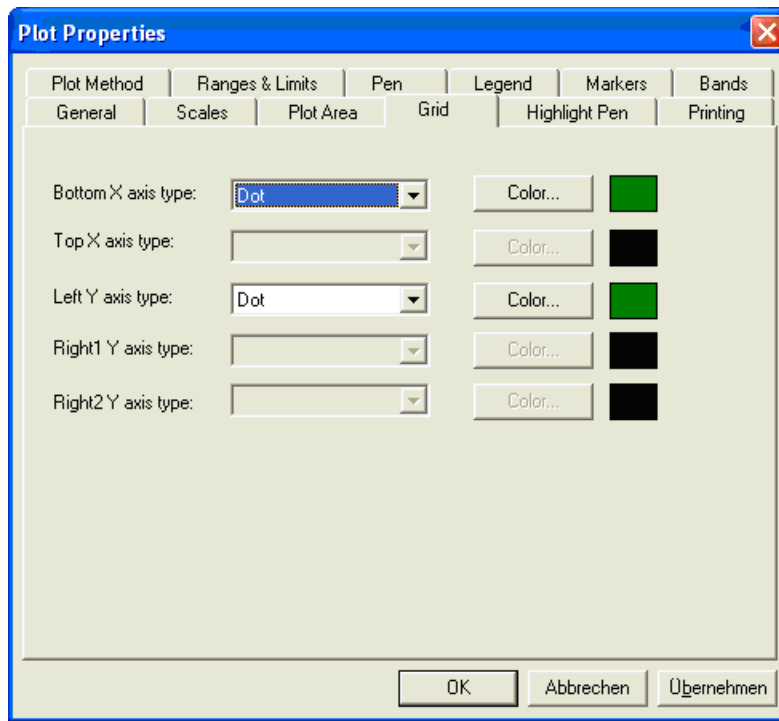 Plot Properties
Plot Method Ranges & Limits Pen Legend Markers Bands
General Scales Plot Area Grid Highlight Pen Printing
Bottom X axis type: Dot Color...
Top X axis type: Color...
Left Y axis type: Dot Color...
Right1 Y axis type: Color...
Right2 Y axis type: Color...
OK Abbrechen Übernehmen